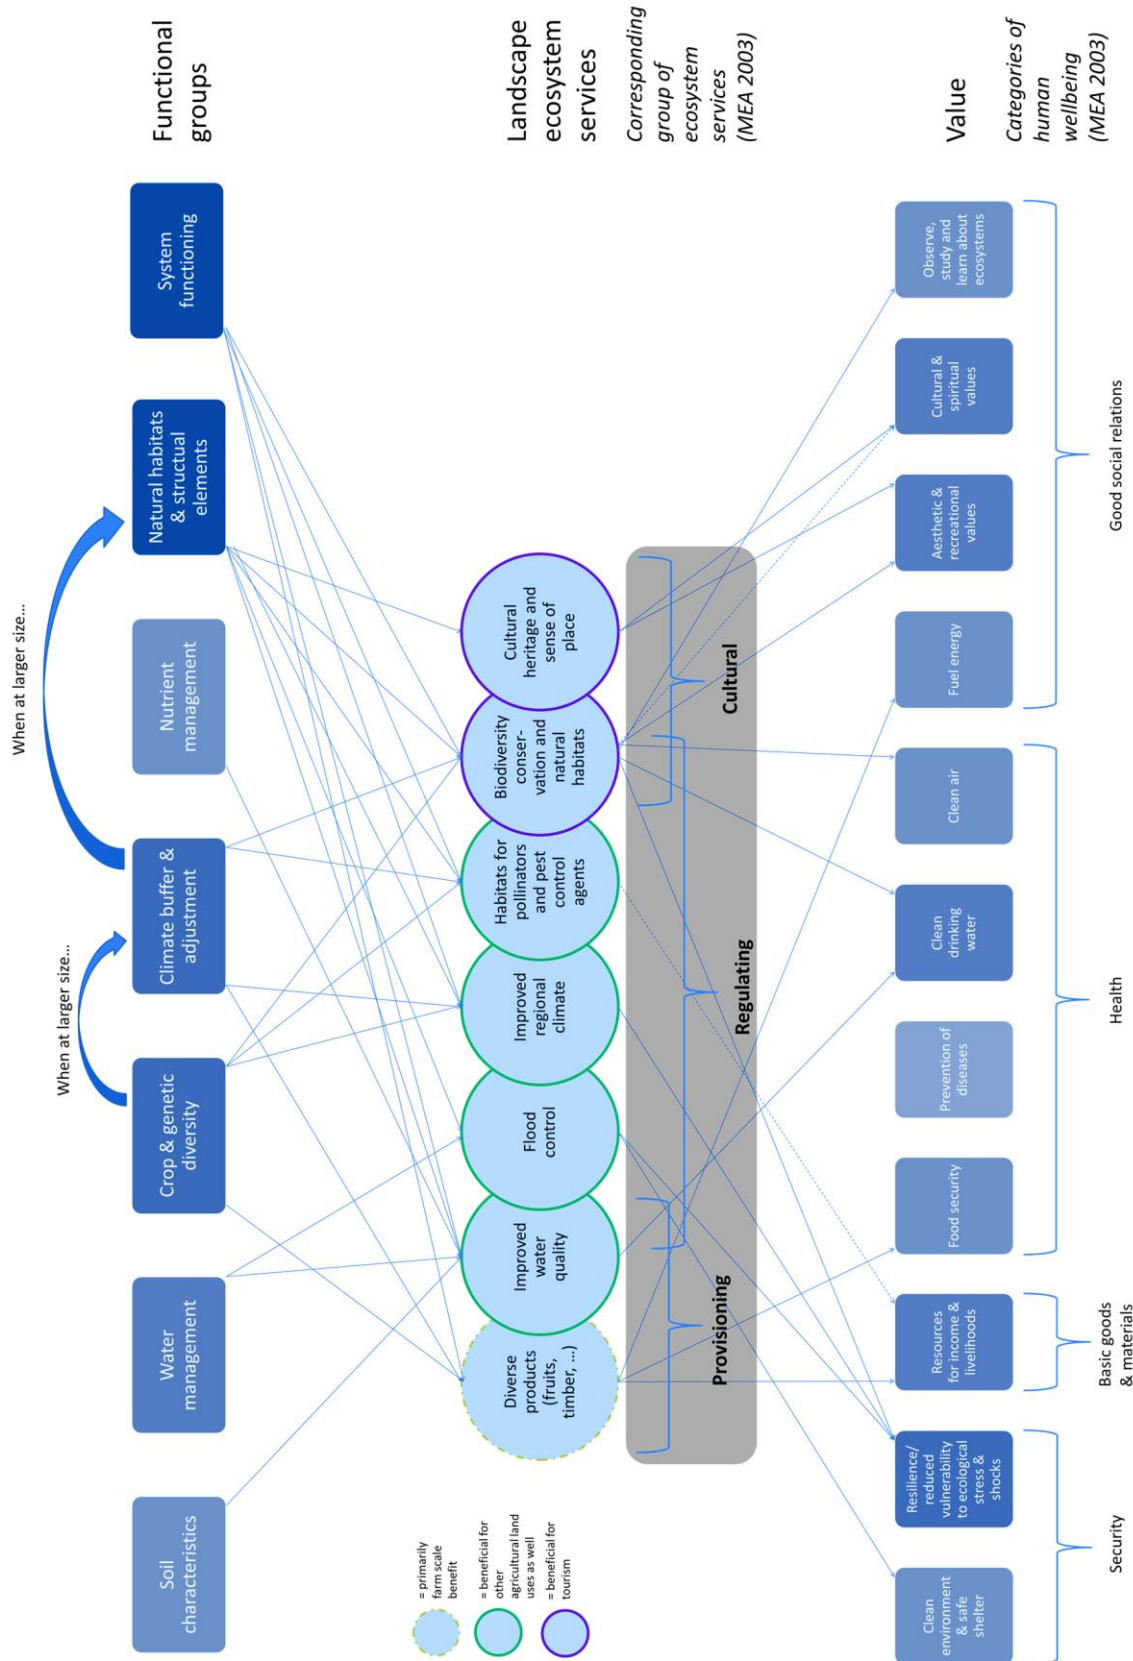 When at larger size...
When at larger size...
Soil
characteristics
Water
management
Crop & genetic
diversity
Climate buffer &
adjustment
Nutrient
management
Natural habitats
& structual
elements
System
functioning
Functional
groups
= primarily
farm scale
benefit
= beneficial for
other
agricultural land
uses as well
= beneficial for
tourism
Diverse
products
(fruits,
timber, ...)
Improved
water
quality
Flood
control
Improved
regional
climate
Habitats for
pollinators
and pest
control
agents
Biodiversity
conser-
vation and
natural
habitats
Cultural
heritage and
sense of
place
Landscape
ecosystem
services
Provisioning
Regulating
Cultural
Corresponding
group of
ecosystem
services
(MEA 2003)
Clean
environment
& safe
shelter
Resilience/
reduced
vulnerability
to ecological
stress &
shocks
Resources
for income &
livelihoods
Food security
Prevention of
diseases
Clean
drinking
water
Clean air
Fuel energy
Aesthetic &
recreational
values
Cultural &
spiritual
values
Observe,
study and
learn about
ecosystems
Value
Security
Basic goods
& materials
Health
Good social relations
Categories of
human
wellbeing
(MEA 2003)